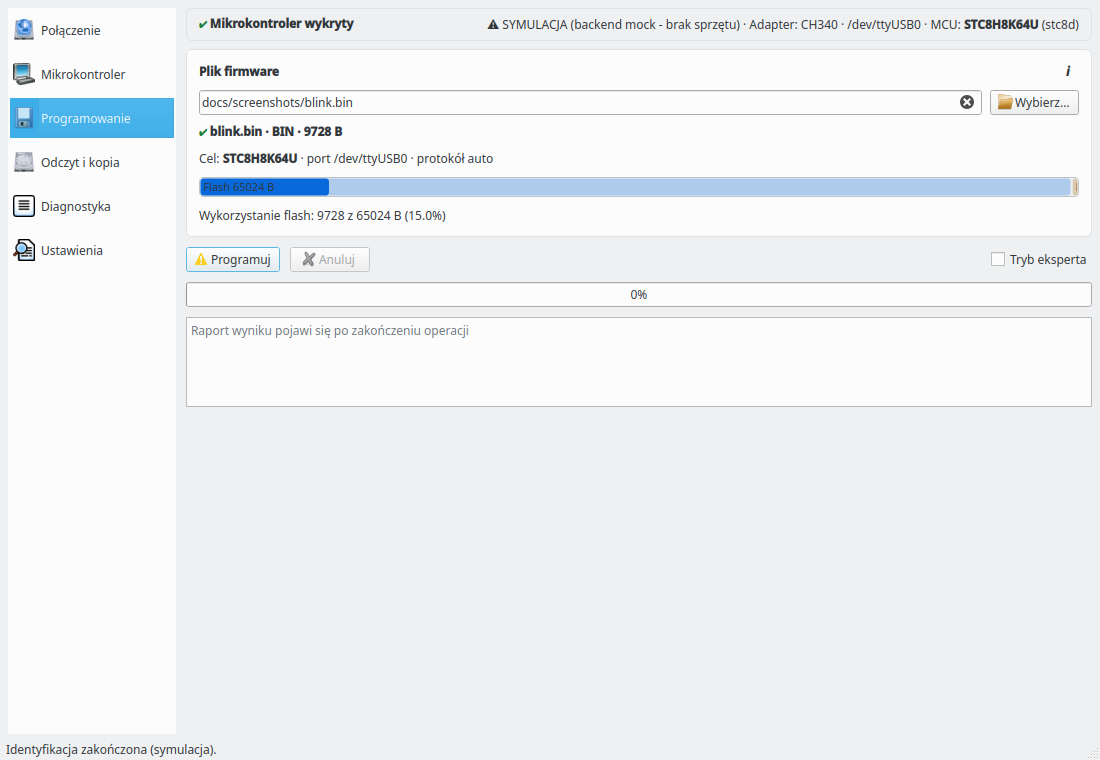 Połączenie
Mikrokontroler
Programowanie
Odczyt i kopia
Diagnostyka
Ustawienia
✔ Mikrokontroler wykryty
⚠ SYMULACJA (backend mock - brak sprzętu) · Adapter: CH340 · /dev/ttyUSB0 · MCU: STC8H8K64U (stc8d)
Plik firmware
i
docs/screenshots/blink.bin
Wybierz...
✔ blink.bin · BIN · 9728 B
Cel: STC8H8K64U · port /dev/ttyUSB0 · protokół auto
Flash 65024 B
Wykorzystanie flash: 9728 z 65024 B (15.0%)
Programuj
Anuluj
Tryb eksperta
0%
Raport wyniku pojawi się po zakończeniu operacji
Identyfikacja zakończona (symulacja).